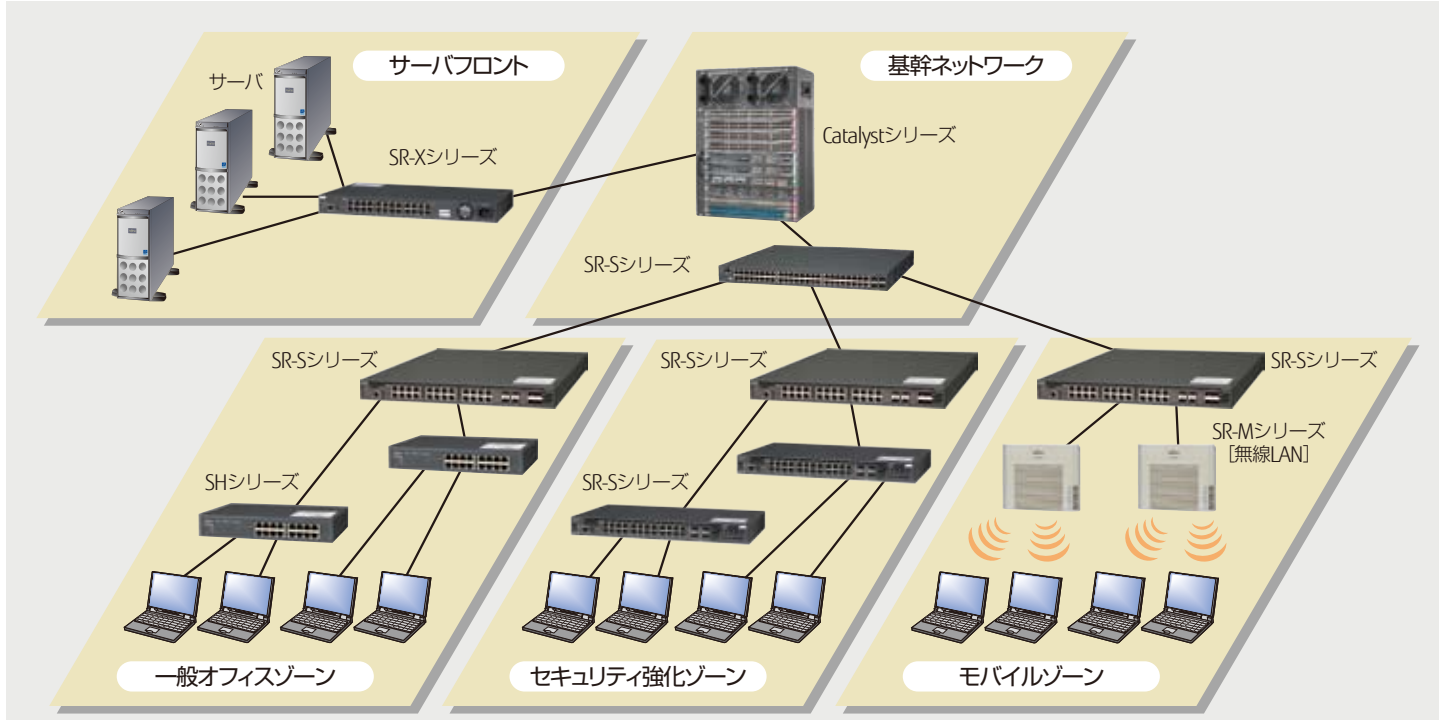 サーバフロント
基幹ネットワーク
サーバ
SR-Xシリーズ
Catalystシリーズ
SR-Sシリーズ
SR-Sシリーズ
SR-Sシリーズ
SR-Sシリーズ
SR-Mシリーズ
[無線LAN]
SHシリーズ
SR-Sシリーズ
一般オフィスゾーン
セキュリティ強化ゾーン
モバイルゾーン